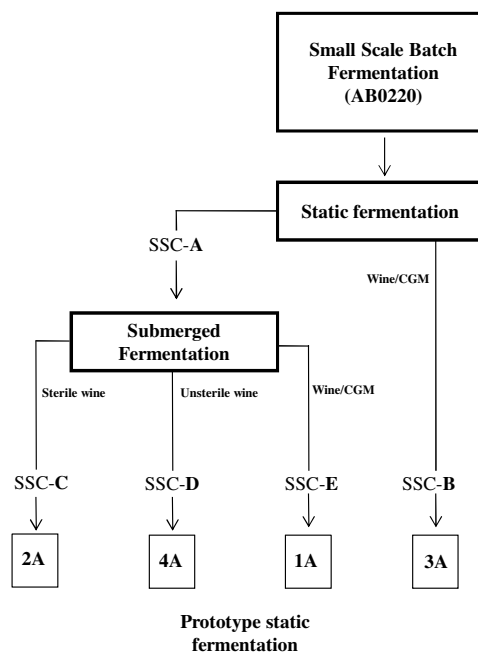 Small Scale Batch
Fermentation
(AB0220)
Static fermentation
SSC-A
Wine/CGM
Submerged
Fermentation
Sterile wine
Unsterile wine
Wine/CGM
SSC-C
SSC-D
SSC-E
SSC-B
2A
4A
1A
3A
Prototype static
fermentation